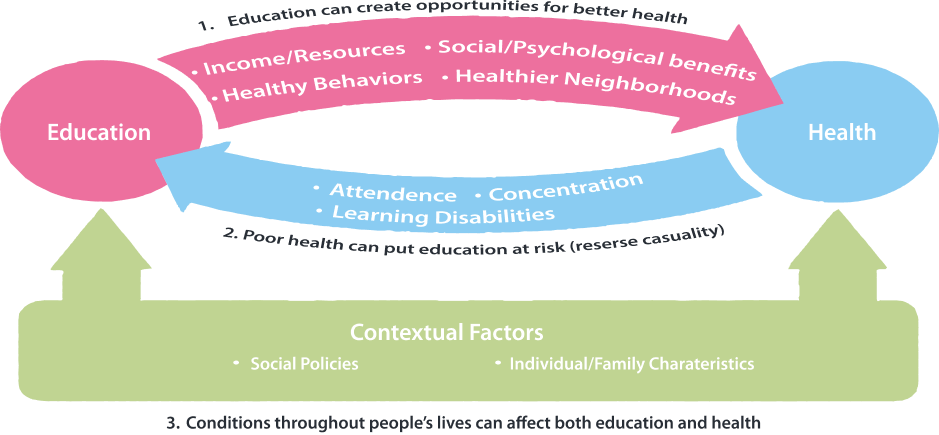 1. Education can create opportunities for better health
• Income/Resources • Social/Psychological benefits
• Healthy Behaviors • Healthier Neighborhoods
Education
Health
• Attendence • Concentration
• Learning Disabilities
2. Poor health can put education at risk (reserse casuality)
Contextual Factors
• Social Policies • Individual/Family Charateristics
3. Conditions throughout people's lives can affect both education and health